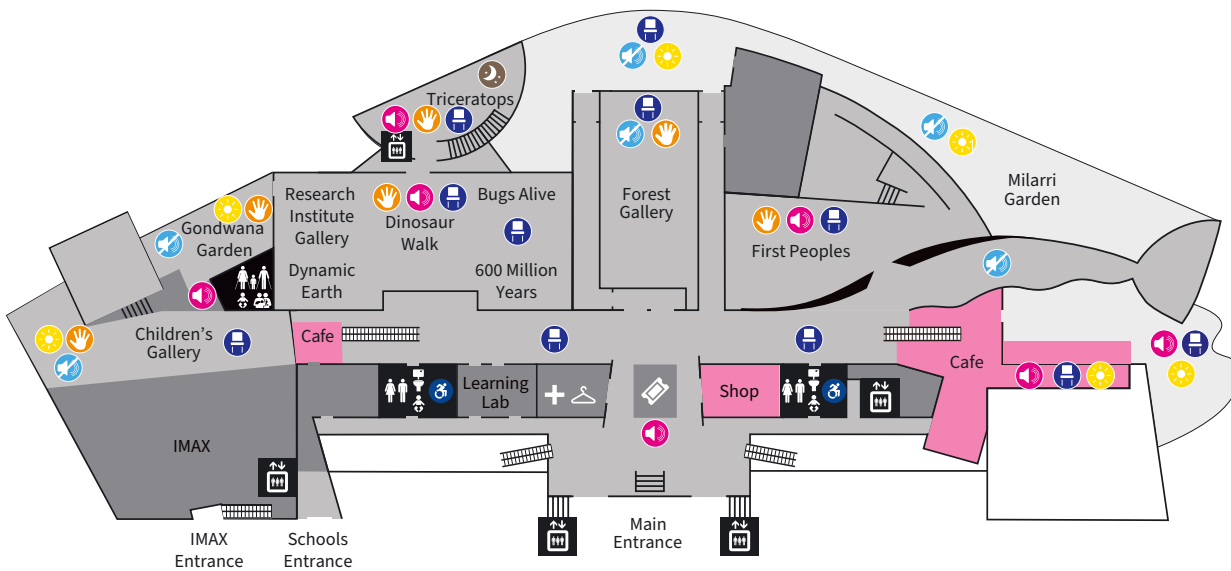 Triceratops
Research
Institute
Gallery
Dinosaur
Walk
Bugs Alive
Forest
Gallery
Milarri
Garden
Gondwana
Garden
First Peoples
Dynamic
Earth
600 Million
Years
Children's
Gallery
Cafe
Cafe
Learning
Lab
Shop
IMAX
IMAX
Entrance
Schools
Entrance
Main
Entrance